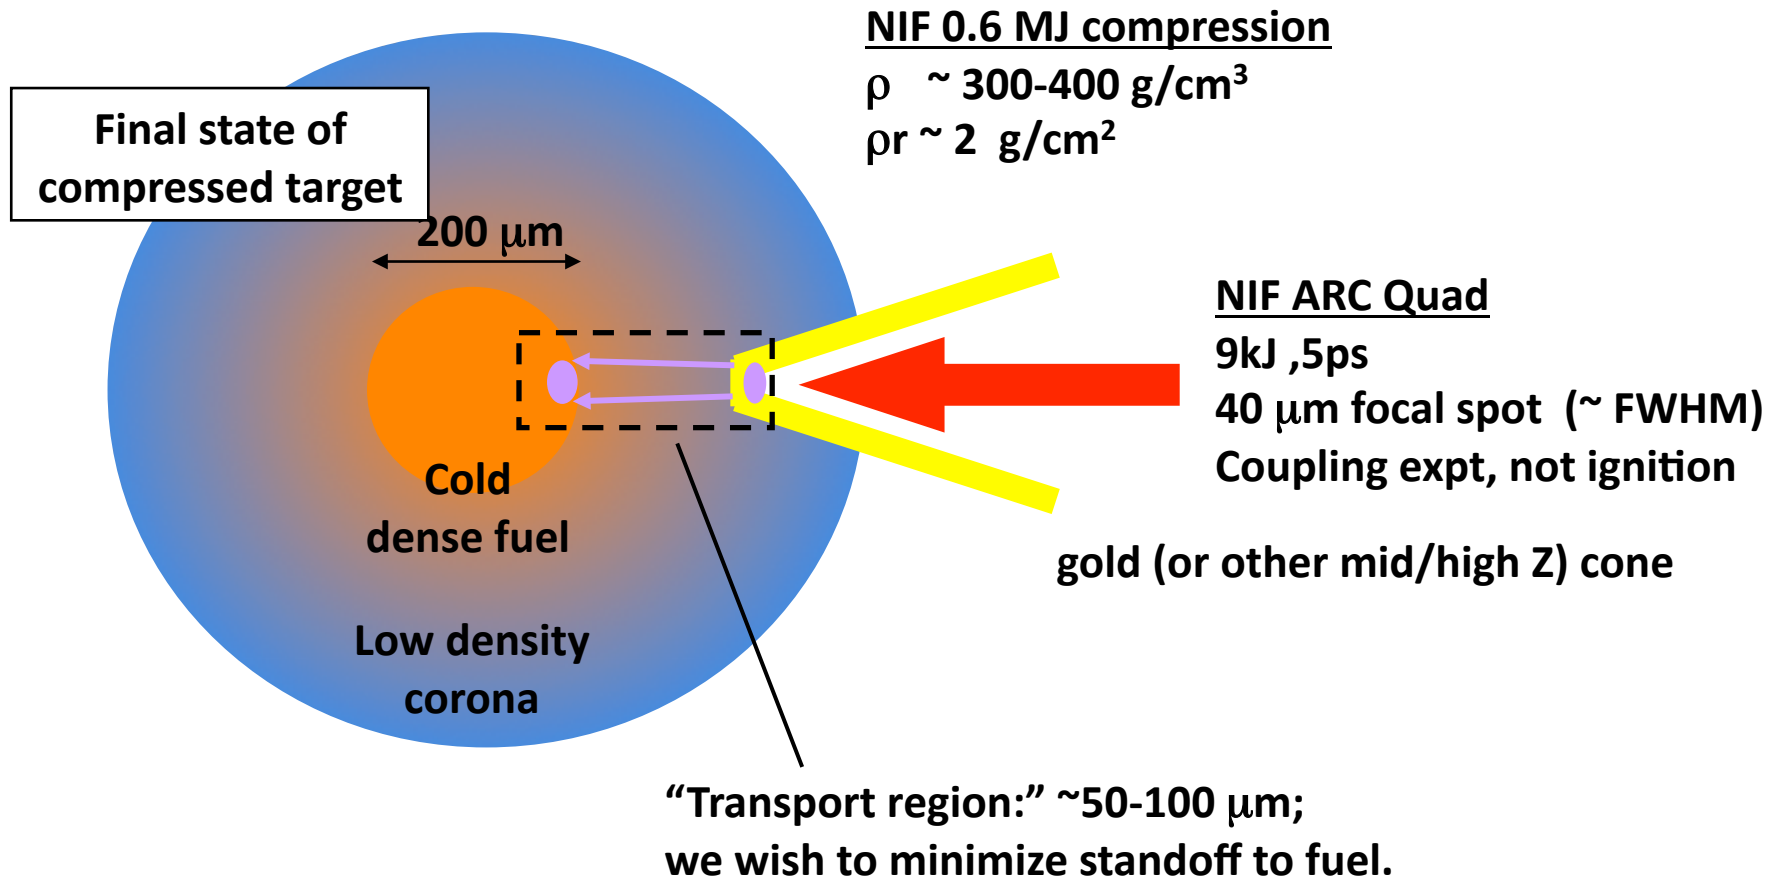 NIF 0.6 MJ compression
ρ ~ 300-400 g/cm³
ρr ~ 2 g/cm²
Final state of
compressed target
200 μm
NIF ARC Quad
9kJ ,5ps
40 μm focal spot (~ FWHM)
Coupling expt, not ignition
Cold
dense fuel
gold (or other mid/high Z) cone
Low density
corona
“Transport region:” ~50-100 μm;
we wish to minimize standoff to fuel.